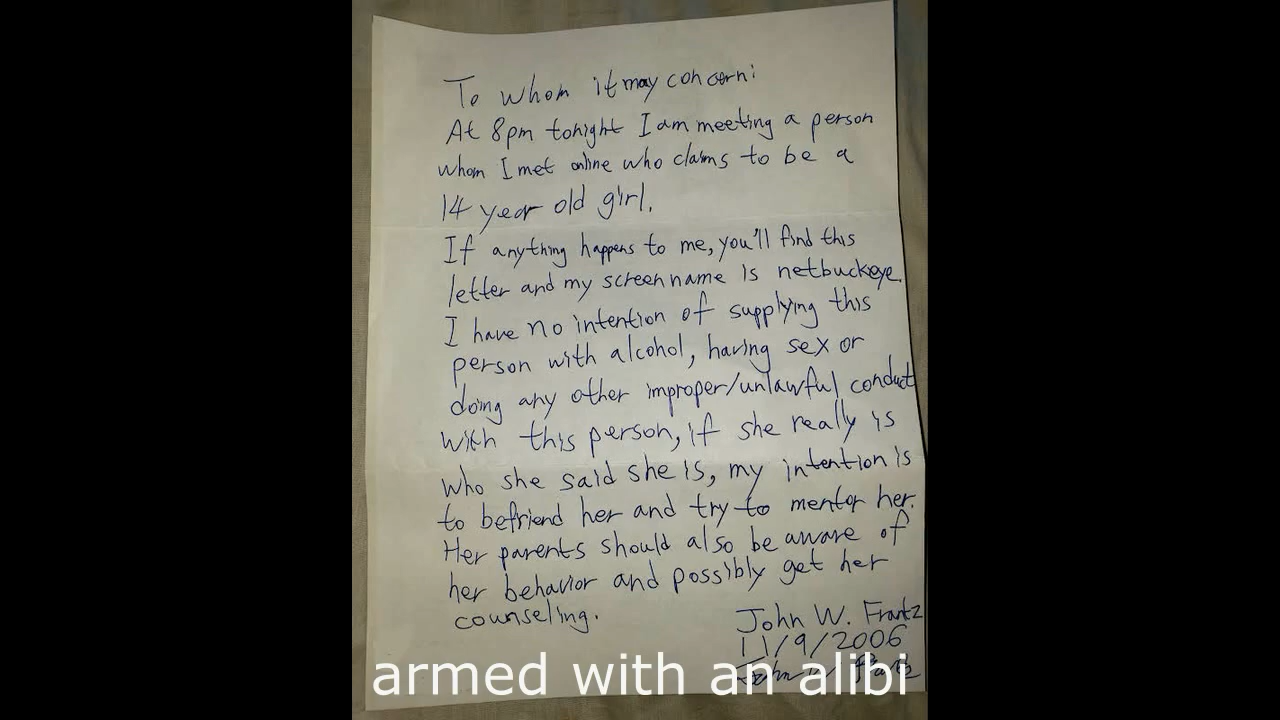 To whom it may concern:
At 8pm tonight I am meeting a person
whom I met online who claims to be a
14 year old girl.
If anything happens to me, you'll find this
letter and my screenname is netbuckeye.
I have no intention of supplying this
person with alcohol, having sex or
doing any other improper/unlawful conduct
with this person, if she really is
who she said she is, my intention is
to befriend her and try to mentor her.
Her parents should also be aware of
her behavior and possibly get her
counseling.
John W. Frantz
11/9/2006
John W Frantz
armed with an alibi